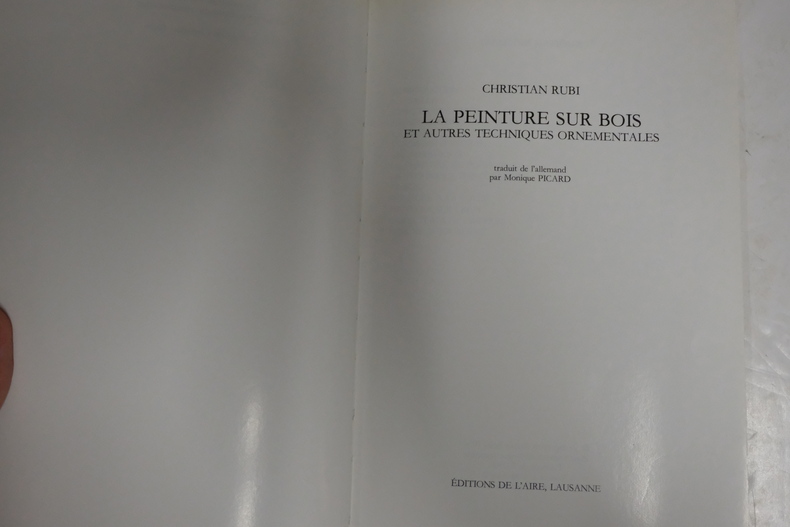 CHRISTIAN RUBI
LA PEINTURE SUR BOIS
ET AUTRES TECHNIQUES ORNEMENTALES
traduit de l'allemand
par Monique PICARD
ÉDITIONS DE L'AIRE, LAUSANNE